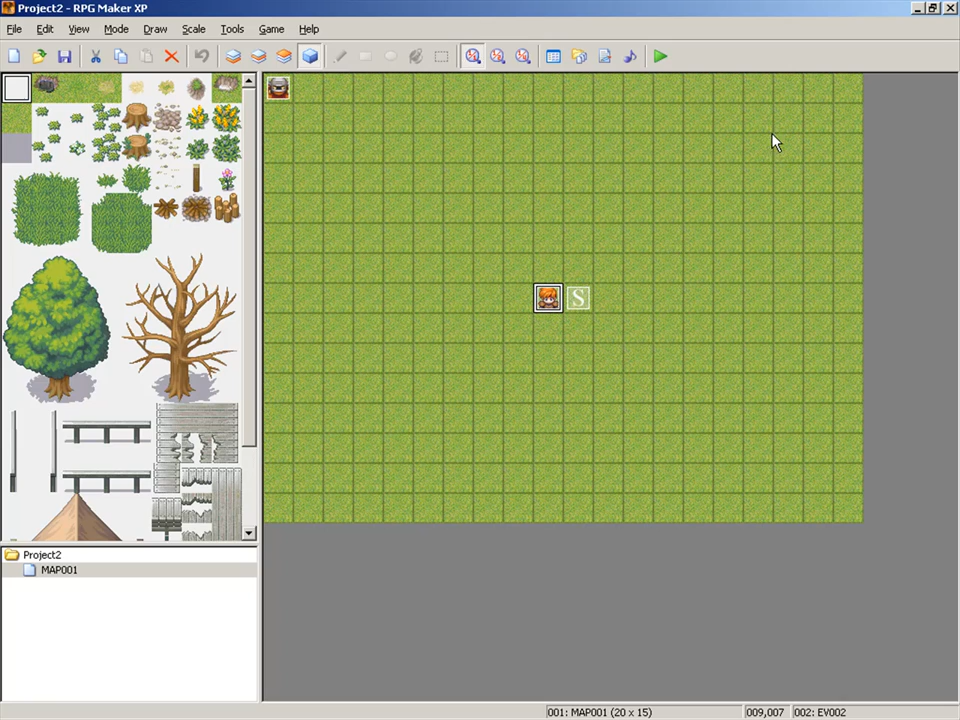 Project2 - RPG Maker XP
File Edit View Mode Draw Scale Tools Game Help
S
Project2
MAP001
001: MAP001 (20 x 15) 009,007 002: EV002